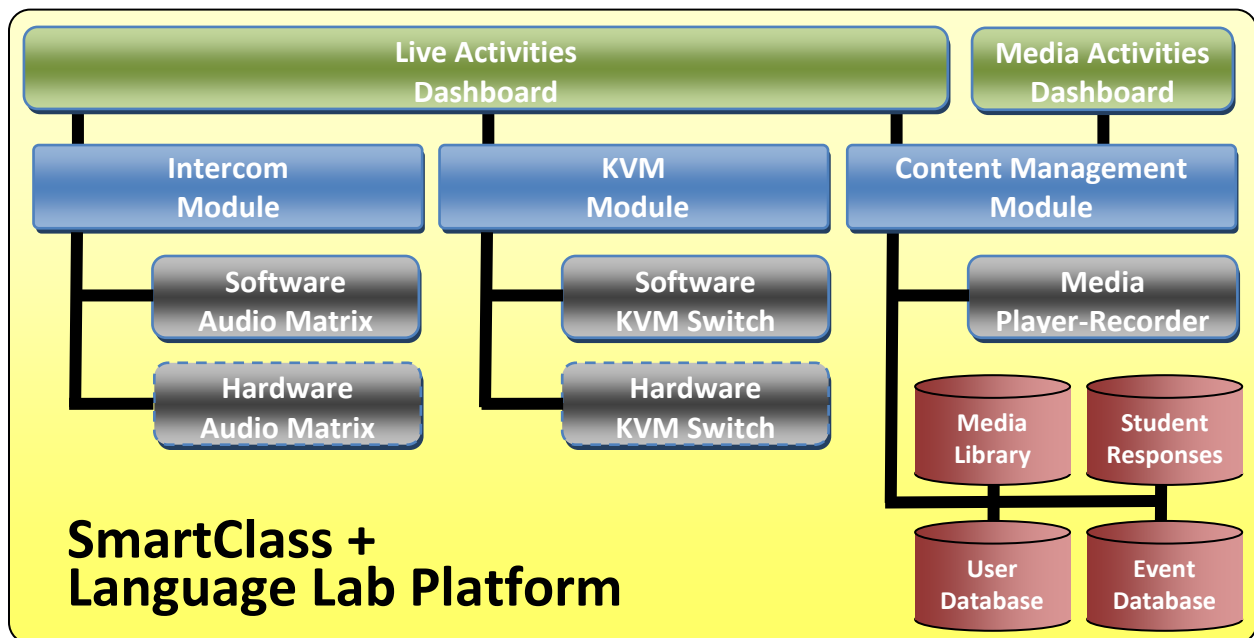 Live Activities
Dashboard
Media Activities
Dashboard
Intercom
Module
KVM
Module
Content Management
Module
Software
Audio Matrix
Software
KVM Switch
Media
Player-Recorder
Hardware
Audio Matrix
Hardware
KVM Switch
Media
Library
Student
Responses
User
Database
Event
Database
SmartClass +
Language Lab Platform